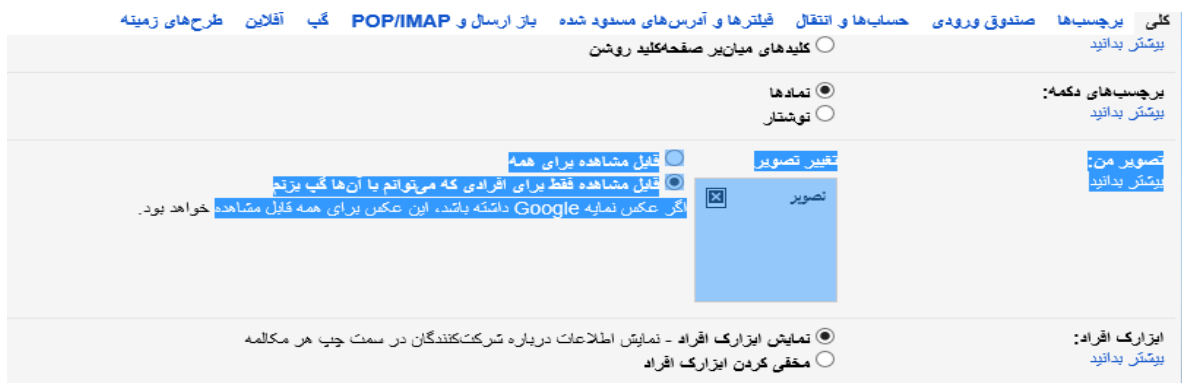 کلی برچسب‌ها صندوق ورودی حساب‌ها و انتقال فیلترها و آدرس‌های مسدود شده باز ارسال و POP/IMAP گپ آفلاین طرح‌های زمینه
بیشتر بدانید
کلیدهای میان‌بر صفحه‌کلید روشن
برچسب‌های دکمه:
بیشتر بدانید
نمادها
نوشتار
تصویر من:
بیشتر بدانید
تغییر تصویر
تصویر
قابل مشاهده برای همه
قابل مشاهده فقط برای افرادی که می‌توانم با آن‌ها گپ بزنم
اگر عکس نمایه Google داشته باشد، این عکس برای همه قابل مشاهده خواهد بود.
ابزارک افراد:
بیشتر بدانید
نمایش ابزارک افراد - نمایش اطلاعات درباره شرکت‌کنندگان در سمت چپ هر مکالمه
مخفی کردن ابزارک افراد